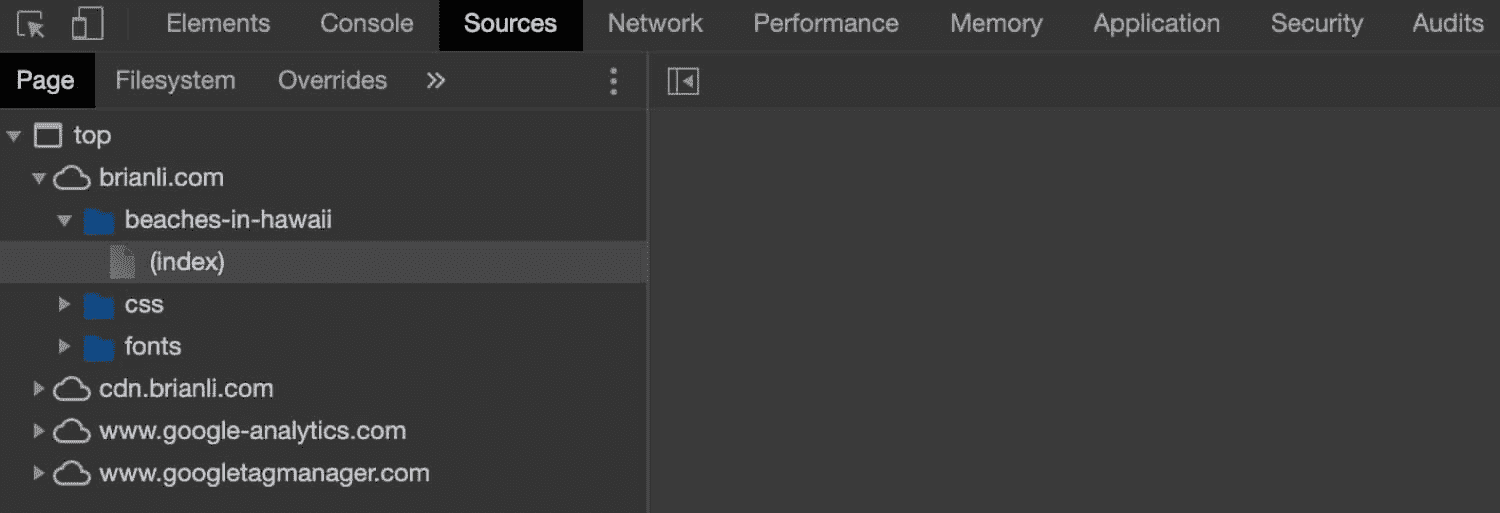 Elements Console Sources Network Performance Memory Application Security Audits
Page Filesystem Overrides »
top
brianli.com
beaches-in-hawaii
(index)
css
fonts
cdn.brianli.com
www.google-analytics.com
www.googletagmanager.com